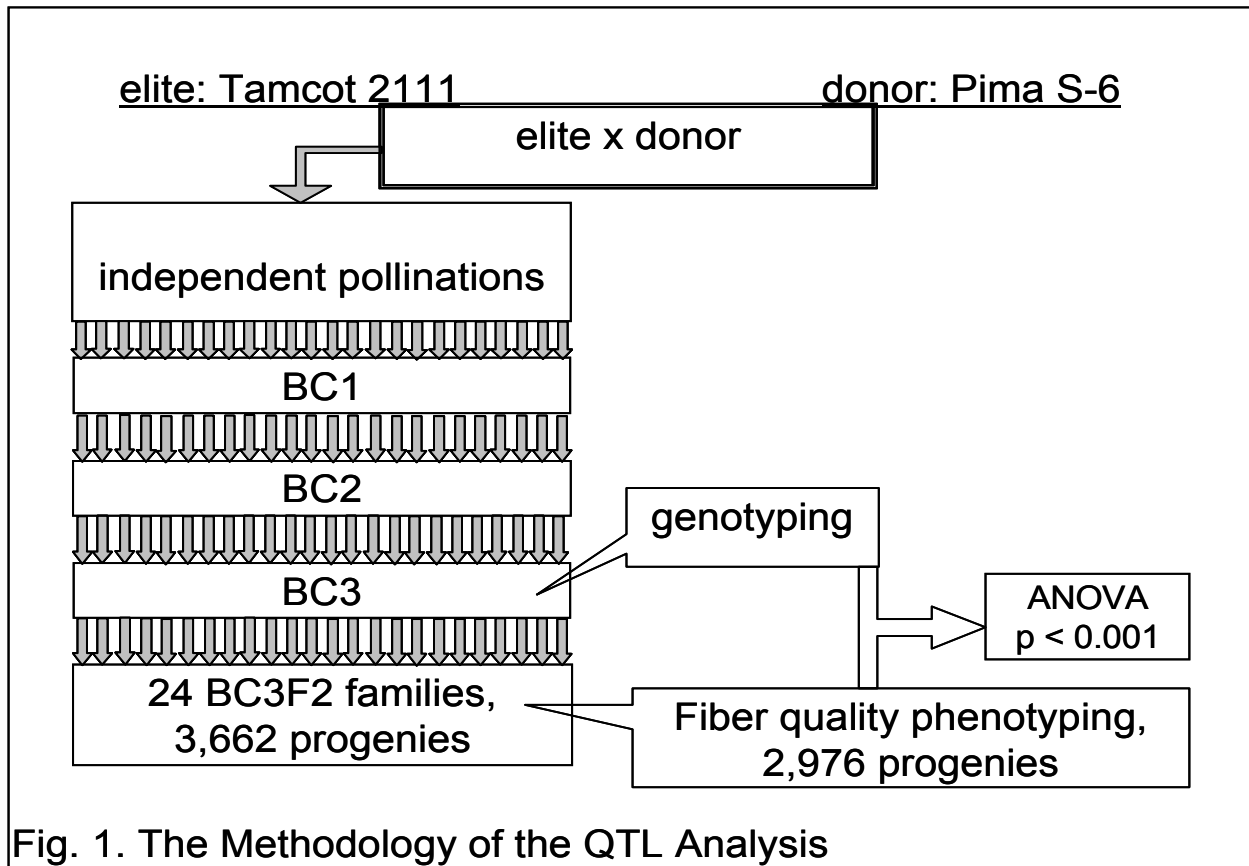 elite: Tamcot 2111
donor: Pima S-6
elite x donor
independent pollinations
BC1
BC2
genotyping
BC3
ANOVA
p < 0.001
24 BC3F2 families,
3,662 progenies
Fiber quality phenotyping,
2,976 progenies
Fig. 1. The Methodology of the QTL Analysis